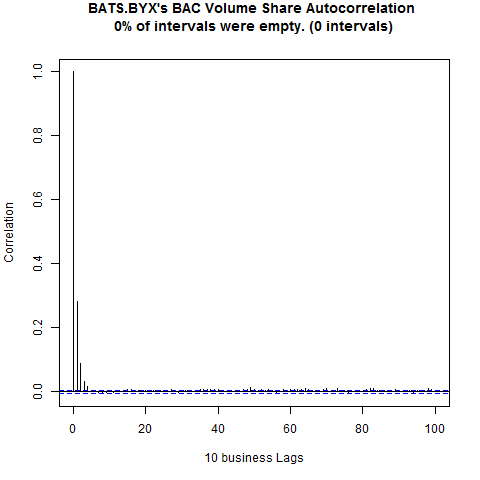 BATS.BYX's BAC Volume Share Autocorrelation
0% of intervals were empty. (0 intervals)
Correlation
1.0
0.8
0.6
0.4
0.2
0.0
0 20 40 60 80 100
10 business Lags